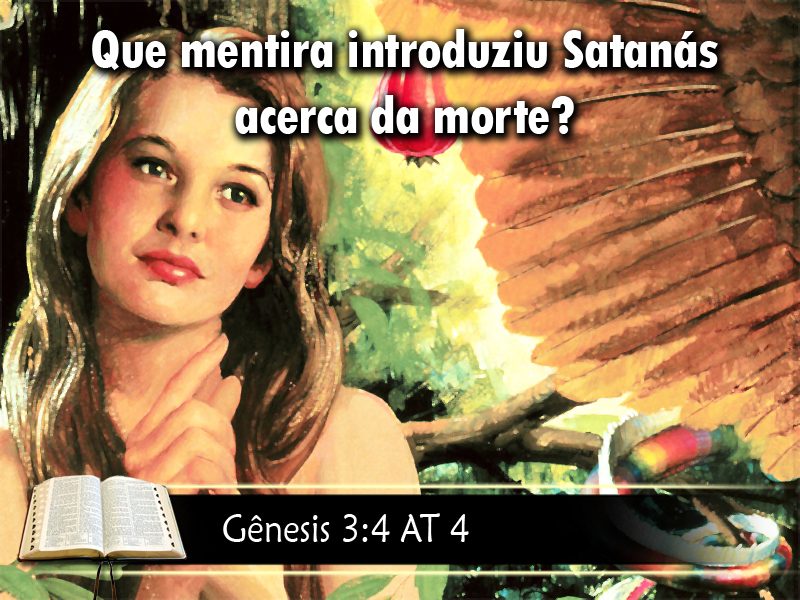 Que mentira introduziu Satanás
acerca da morte?
Gênesis 3:4 AT 4